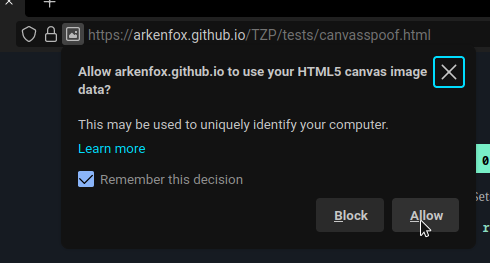 https://arkenfox.github.io/TZP/tests/canvasspoof.html
Allow arkenfox.github.io to use your HTML5 canvas image
data?
This may be used to uniquely identify your computer.
Learn more
Remember this decision
Block
Allow
0
r